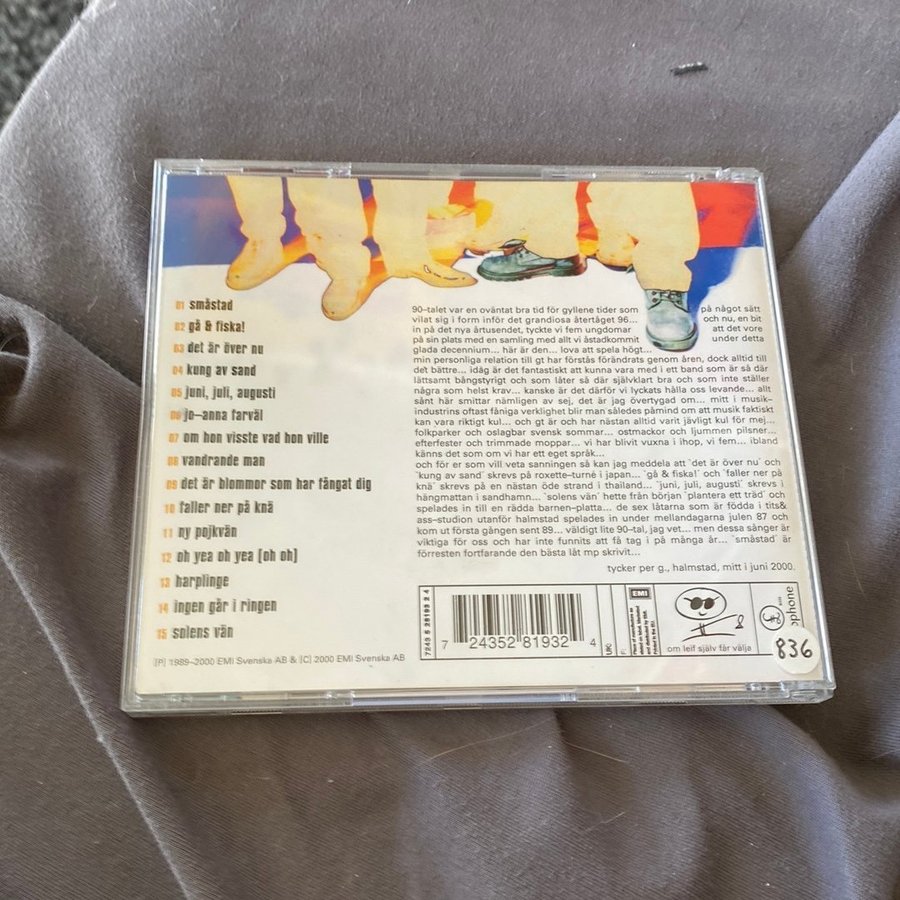 01 småstad
02 gå & fiska!
03 det är över nu
04 kung av sand
05 juni, juli, augusti
06 jo-anna farväl
07 om hon visste vad hon ville
08 vandrande man
09 det är blommor som har fångat dig
10 faller ner på knä
11 ny pojkvän
12 oh yea oh yea [oh oh]
13 harplinge
14 ingen går i ringen
15 solens vän
[P] 1989-2000 EMI Svenska AB & [C] 2000 EMI Svenska AB
90-talet var en oväntat bra tid för gyllene tider som på något sätt
vilat sig i form inför det grandiosa återtåget 96... och nu, en bit
in på det nya årtusendet, tyckte vi fem ungdomar att det vore
på sin plats med en samling med allt vi åstadkommit under detta
glada decennium... här är den... lova att spela högt...
min personliga relation till gt har förstås förändrats genom åren, dock alltid till
det bättre... idåg är det fantastiskt att kunna vara med i ett band som är så där
lättsamt bångstyrigt och som låter så där självklart bra och som inte ställer
några som helst krav... kanske är det därför vi lyckats hålla oss levande... allt
sånt här smittar nämligen av sej, det är jag övertygad om... mitt i musik-
industrins oftast fåniga verklighet blir man således påmind om att musik faktiskt
kan vara riktigt kul... och gt är och har nästan alltid varit jävligt kul för mej...
folkparker och oslagbar svensk sommar... ostmackor och ljummen pilsner...
efterfester och trimmade moppar... vi har blivit vuxna i ihop, vi fem... ibland
känns det som om vi har ett eget språk...
och för er som vill veta sanningen så kan jag meddela att `det är över nu´ och
`kung av sand´ skrevs på roxette-turné i japan... `gå & fiska!´ och `faller ner på
knä´ skrevs på en nästan öde strand i thailand... `juni, juli, augusti´ skrevs i
hängmattan i sandhamn... `solens vän´ hette från början `plantera ett träd´ och
spelades in till en rädda barnen-platta... de sex låtarna som är födda i tits&
ass-studion utanför halmstad spelades in under mellandagarna julen 87 och
kom ut första gången sent 89... väldigt lite 90-tal, jag vet... men dessa sånger är
viktiga för oss och har inte funnits att få tag i på många år... `småstad´ är
förresten fortfarande den bästa låt mp skrivit...
tycker per g., halmstad, mitt i juni 2000.
7243 5 28193 2 4
7 24352 81932 4
UK:
F:
EMI
om leif själv får välja
ophone
836